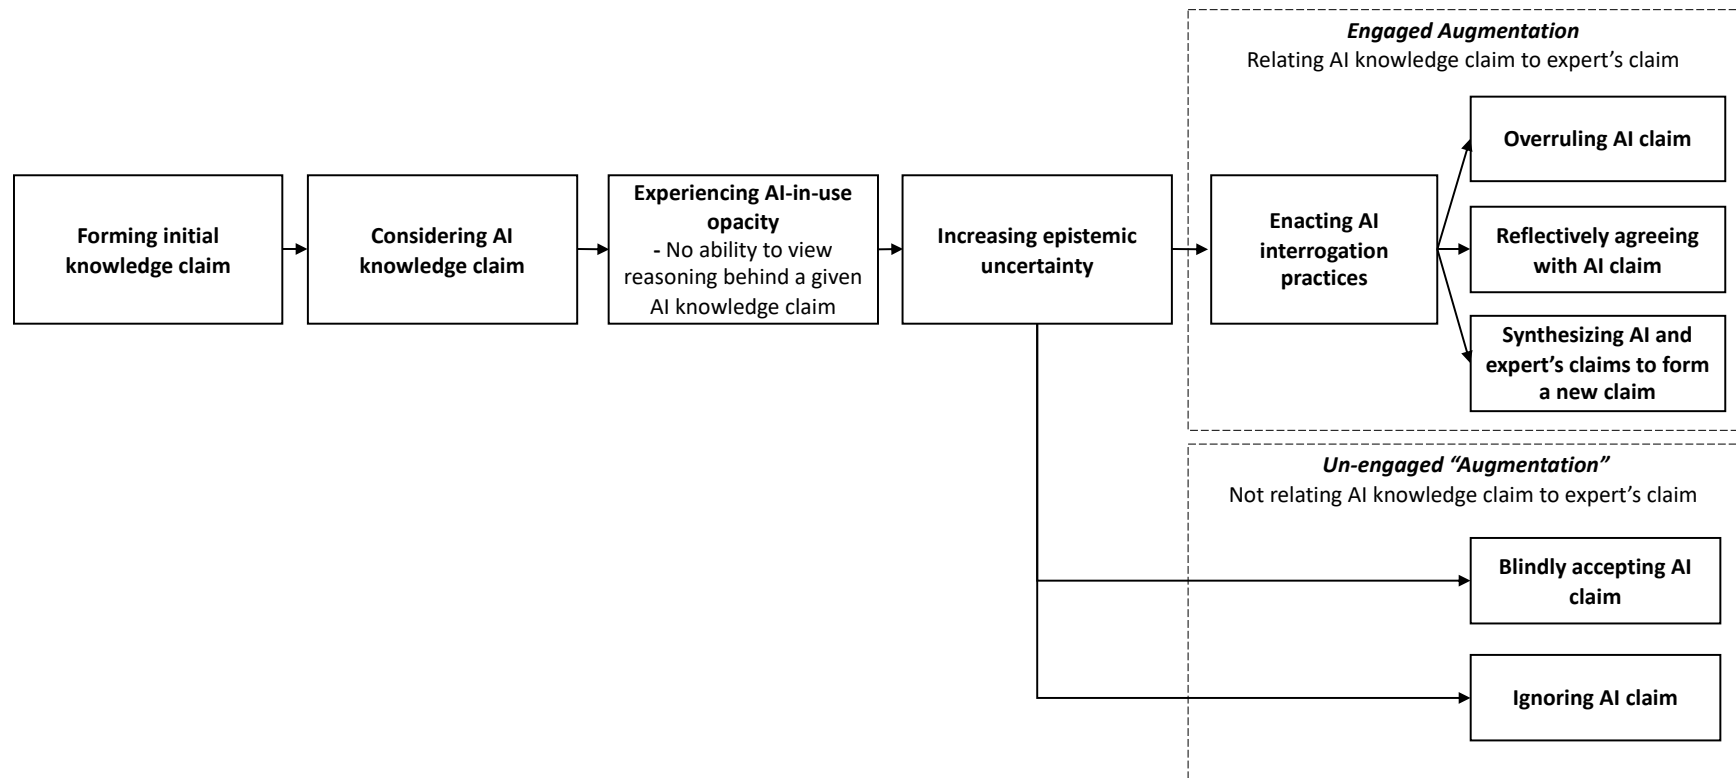 Engaged Augmentation
Relating AI knowledge claim to expert’s claim
Forming initial
knowledge claim
Considering AI
knowledge claim
Experiencing AI-in-use
opacity
- No ability to view
reasoning behind a given
AI knowledge claim
Increasing epistemic
uncertainty
Enacting AI
interrogation
practices
Overruling AI claim
Reflectively agreeing
with AI claim
Synthesizing AI and
expert’s claims to form
a new claim
Un-engaged “Augmentation”
Not relating AI knowledge claim to expert’s claim
Blindly accepting AI
claim
Ignoring AI claim